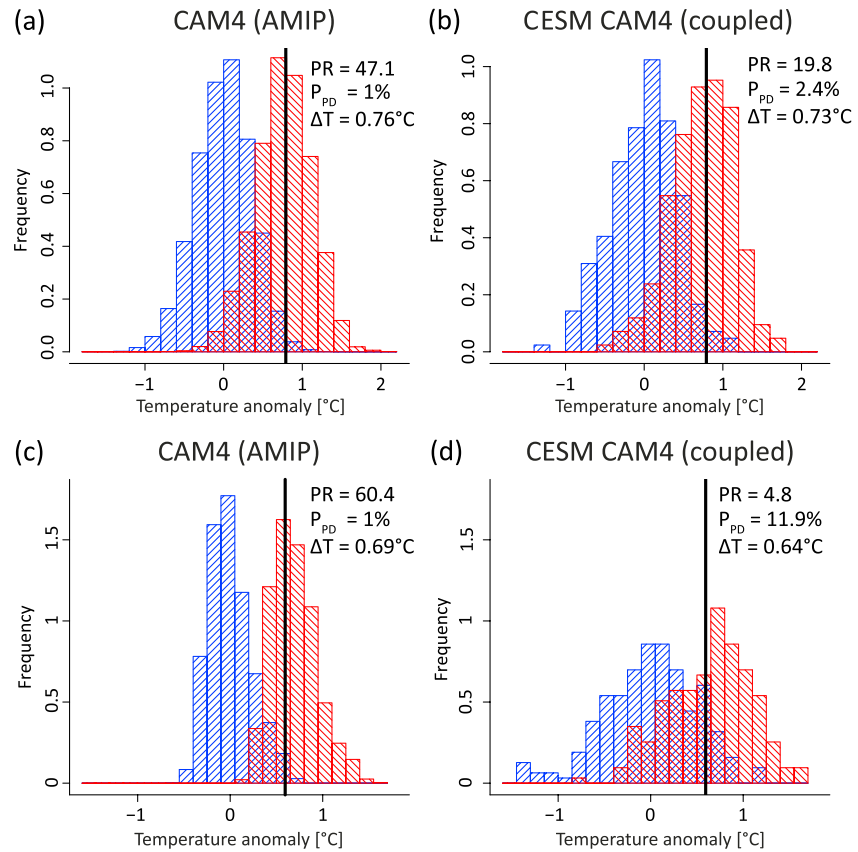 (a) CAM4 (AMIP)
PR = 47.1
P_PD = 1%
ΔT = 0.76°C
Frequency
0.0 0.2 0.4 0.6 0.8 1.0
−1 0 1 2
Temperature anomaly [°C]
(b) CESM CAM4 (coupled)
PR = 19.8
P_PD = 2.4%
ΔT = 0.73°C
Frequency
0.0 0.2 0.4 0.6 0.8 1.0
−1 0 1 2
Temperature anomaly [°C]
(c) CAM4 (AMIP)
PR = 60.4
P_PD = 1%
ΔT = 0.69°C
Frequency
0 0.5 1 1.5
−1 0 1
Temperature anomaly [°C]
(d) CESM CAM4 (coupled)
PR = 4.8
P_PD = 11.9%
ΔT = 0.64°C
Frequency
0 0.5 1 1.5
−1 0 1
Temperature anomaly [°C]